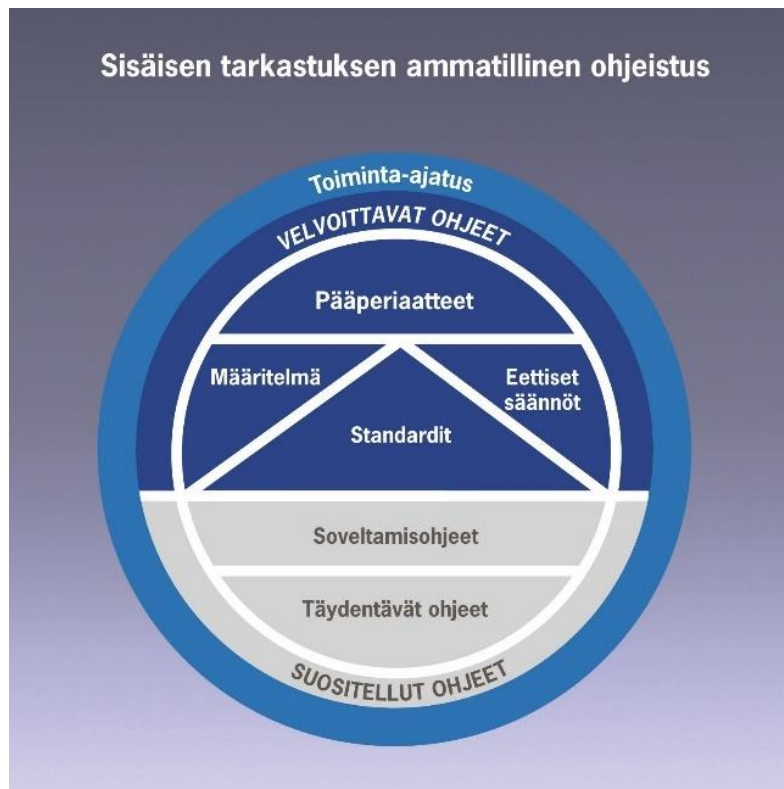 Sisäisen tarkastuksen ammatillinen ohjeistus
Toiminta-ajatus
VELVOITTAVAT OHJEET
Pääperiaatteet
Määritelmä
Eettiset
säännöt
Standardit
Soveltamisohjeet
Täydentävät ohjeet
SUOSITELLUT OHJEET